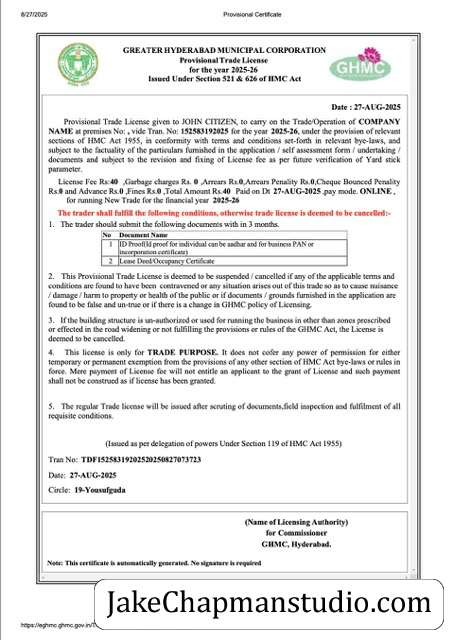 8/27/2025 Provisional Certificate
GREATER HYDERABAD MUNICIPAL CORPORATION
Provisional Trade License
for the year 2025-26
Issued Under Section 521 & 626 of HMC Act
GHMC
Date : 27-AUG-2025
Provisional Trade License given to JOHN CITIZEN, to carry on the Trade/Operation of COMPANY
NAME at premises No: , vide Tran. No: 152583192025 for the year 2025-26, under the provision of relevant
sections of HMC Act 1955, in conformity with terms and conditions set-forth in relevant bye-laws, and
subject to the factuality of the particulars furnished in the application / self assessment form / undertaking /
documents and subject to the revision and fixing of License fee as per future verification of Yard stick
parameter.
License Fee Rs:40 ,Garbage charges Rs. 0 ,Arrears Rs.0,Arrears Penality Rs.0,Cheque Bounced Penality
Rs.0 and Advance Rs.0 ,Fines Rs.0 ,Total Amount Rs.40 Paid on Dt 27-AUG-2025 .pay mode. ONLINE ,
for running New Trade for the financial year 2025-26
The trader shall fulfill the following conditions, otherwise trade license is deemed to be cancelled:-
1. The trader should submit the following documents with in 3 months.
No Document Name
1 ID Proof(Id proof for individual can be aadhar and for business PAN or
incorporation certificate)
2 Lease Deed/Occupancy Certificate
2. This Provisional Trade License is deemed to be suspended / cancelled if any of the applicable terms and
conditions are found to have been contravened or any situation arises out of this trade so as to cause nuisance
/ damage / harm to property or health of the public or if documents / grounds furnished in the application are
found to be false and un-true or if there is a change in GHMC policy of Licensing.
3. If the building structure is un-authorized or used for running the business in other than zones prescribed
or effected in the road widening or not fulfilling the provisions or rules of the GHMC Act, the License is
deemed to be cancelled.
4. This license is only for TRADE PURPOSE. It does not cofer any power of permission for either
temporary or permanent exemption from the provisions of any other section of HMC Act bye-laws or rules in
force. Mere payment of License fee will not entitle an applicant to the grant of License and such payment
shall not be construed as if license has been granted.
5. The regular Trade license will be issued after scruting of documents,field inspection and fulfilment of all
requisite conditions.
(Issued as per delegation of powers Under Section 119 of HMC Act 1955)
Tran No: TDF1525831920252025082707​3723
Date: 27-AUG-2025
Circle: 19-Yousufguda
(Name of Licensing Authority)
for Commissioner
GHMC, Hyderabad.
Note: This certificate is automatically generated. No signature is required
JakeChapmanstudio.com
https://eghmc.ghmc.gov.in/T